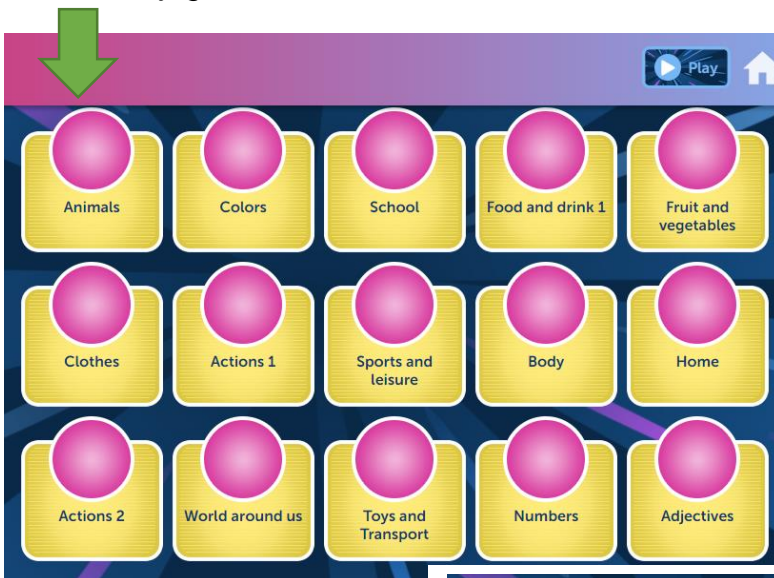 Play
Animals
Colors
School
Food and drink 1
Fruit and
vegetables
Clothes
Actions 1
Sports and
leisure
Body
Home
Actions 2
World around us
Toys and
Transport
Numbers
Adjectives